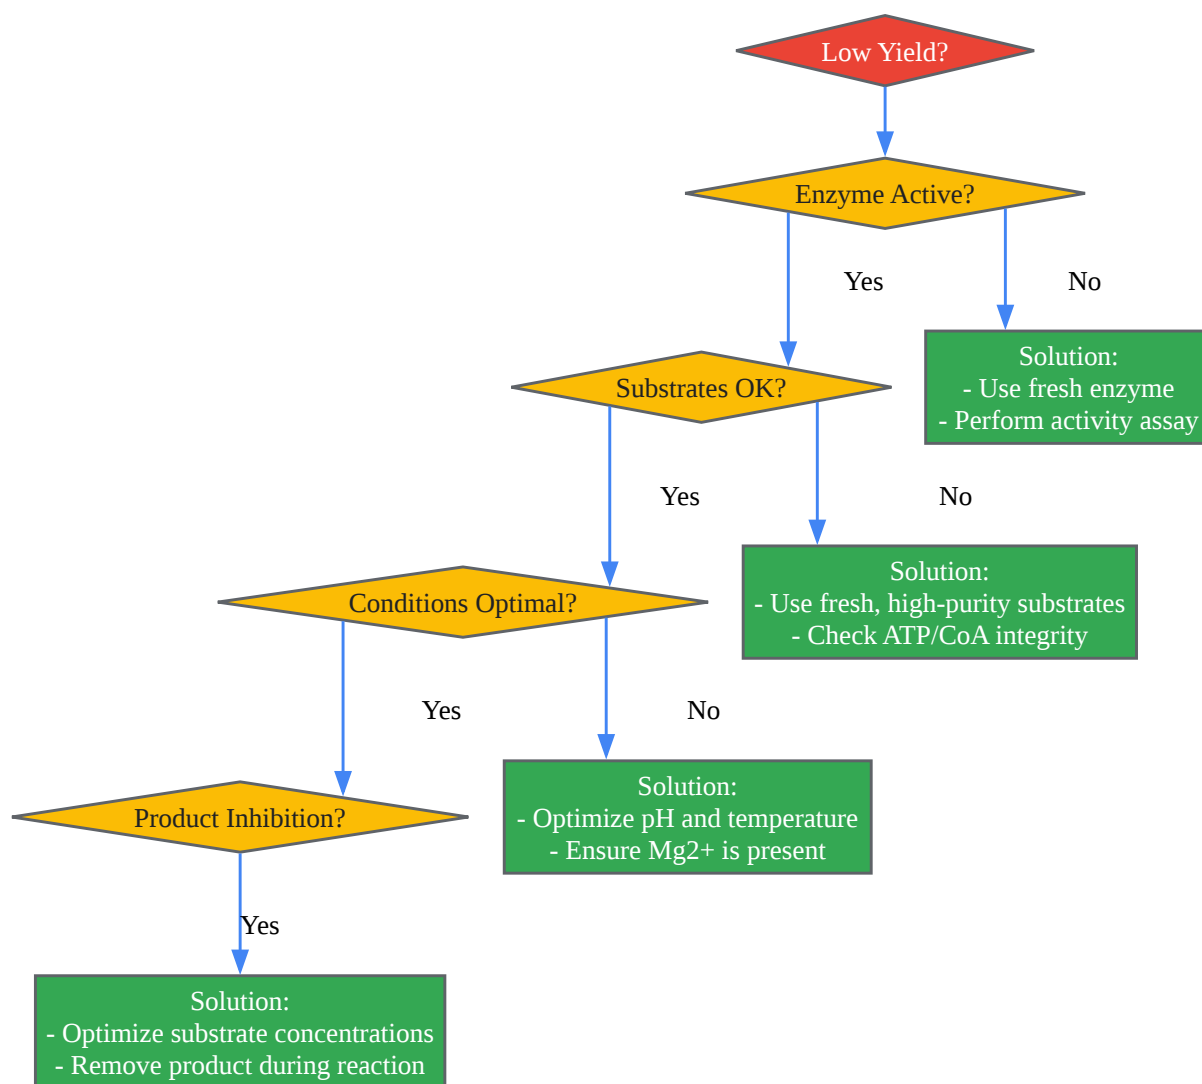 Low Yield?
Enzyme Active?
Yes
No
Solution:
- Use fresh enzyme
- Perform activity assay
Substrates OK?
Yes
No
Solution:
- Use fresh, high-purity substrates
- Check ATP/CoA integrity
Conditions Optimal?
Yes
No
Solution:
- Optimize pH and temperature
- Ensure Mg2+ is present
Product Inhibition?
Yes
Solution:
- Optimize substrate concentrations
- Remove product during reaction